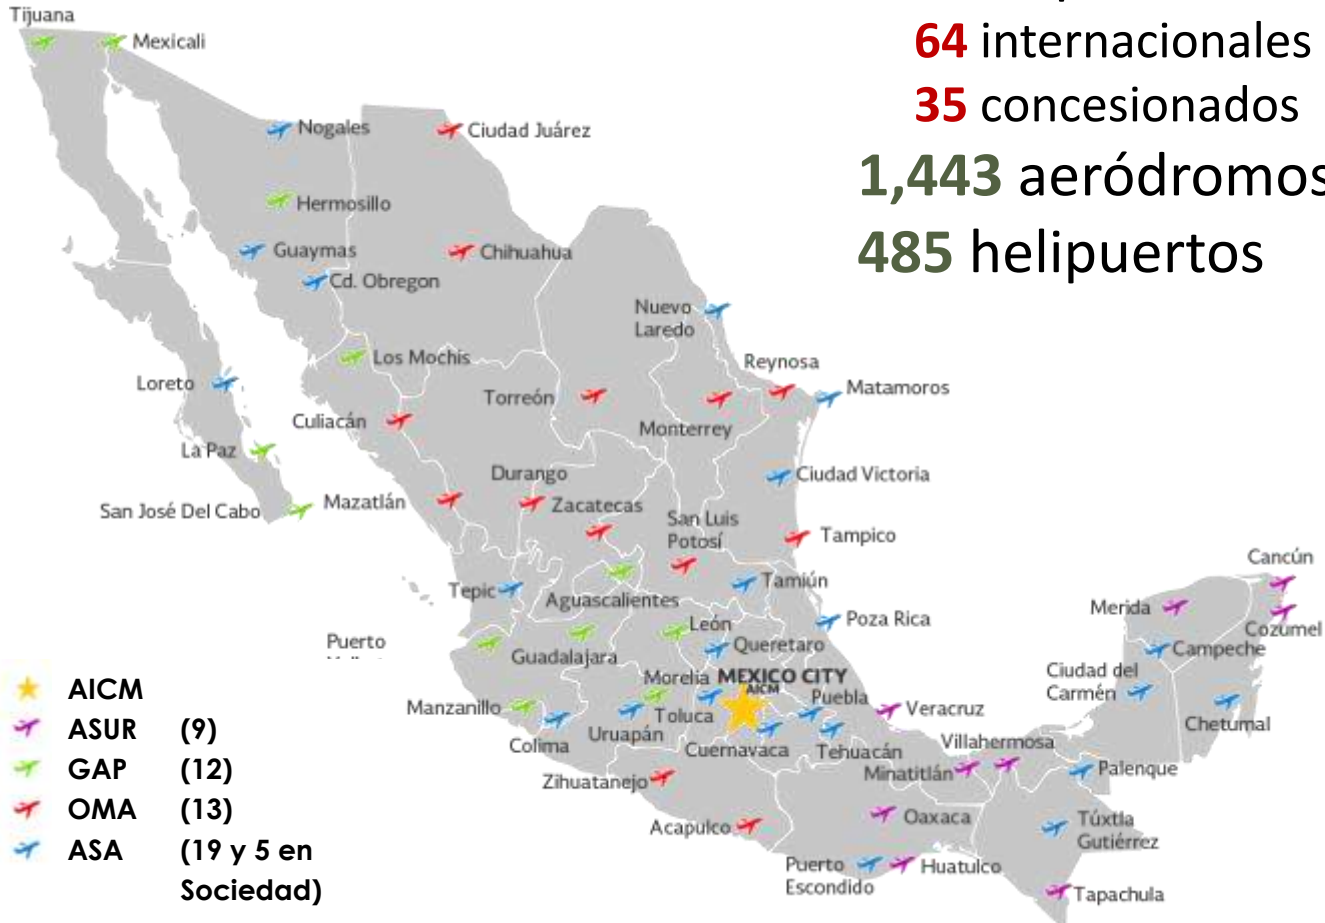 64 internacionales
35 concesionados
1,443 aeródromos
485 helipuertos
Tijuana
Mexicali
Nogales
Ciudad Juárez
Hermosillo
Guaymas
Chihuahua
Cd. Obregon
Nuevo
Laredo
Los Mochis
Reynosa
Loreto
Torreón
Matamoros
Culiacán
Monterrey
La Paz
Durango
Ciudad Victoria
San José Del Cabo
Mazatlán
Zacatecas
San Luis
Potosí
Tampico
Cancún
Tepic
Aguascalientes
Tamiún
Merida
Poza Rica
Cozumel
Puerto
Guadalajara
León
Queretaro
Campeche
Morelia
MEXICO CITY
AICM
Ciudad del
Carmén
Manzanillo
Toluca
Puebla
Veracruz
Chetumal
Colima
Uruapán
Cuernavaca
Tehuacán
Villahermosa
Minatitlán
Palenque
Zihuatanejo
Acapulco
Oaxaca
Túxtla
Gutiérrez
Puerto
Escondido
Huatulco
Tapachula
AICM
ASUR (9)
GAP (12)
OMA (13)
ASA (19 y 5 en
Sociedad)